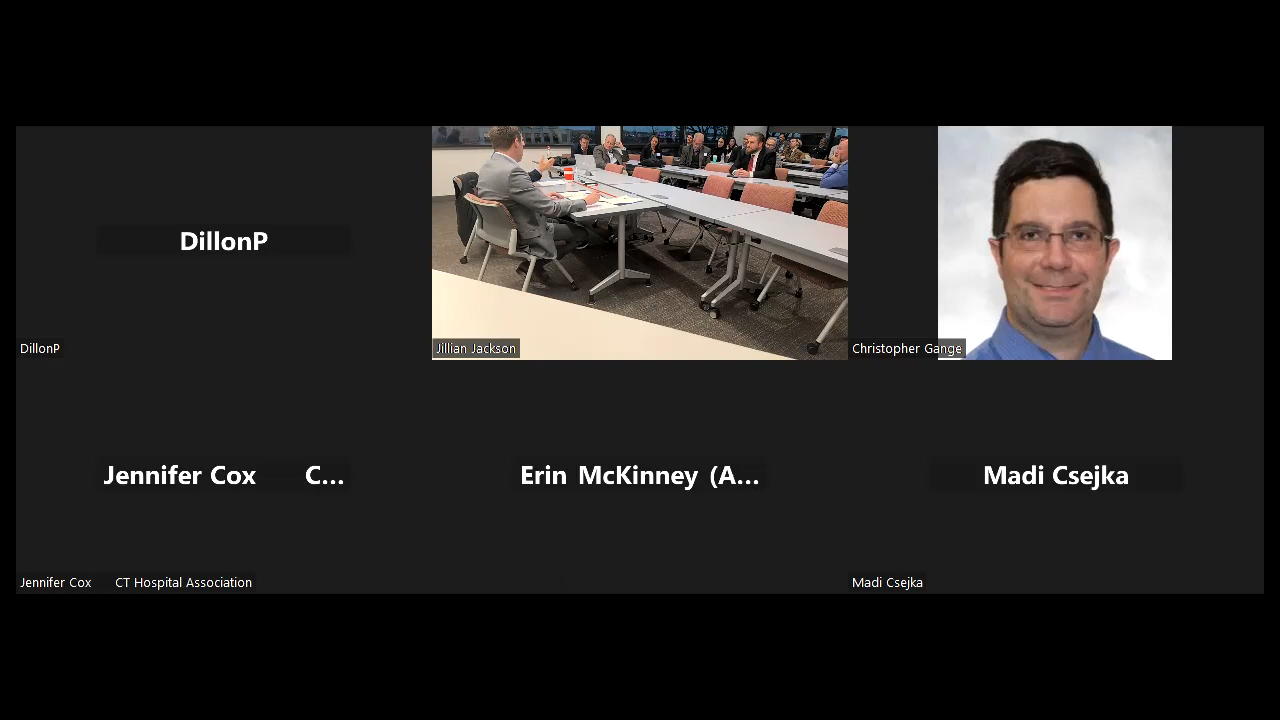 DillonP
DillonP
Jillian Jackson
Christopher Gange
Jennifer Cox C...
Erin McKinney (A...
Madi Csejka
Jennifer Cox CT Hospital Association
Madi Csejka